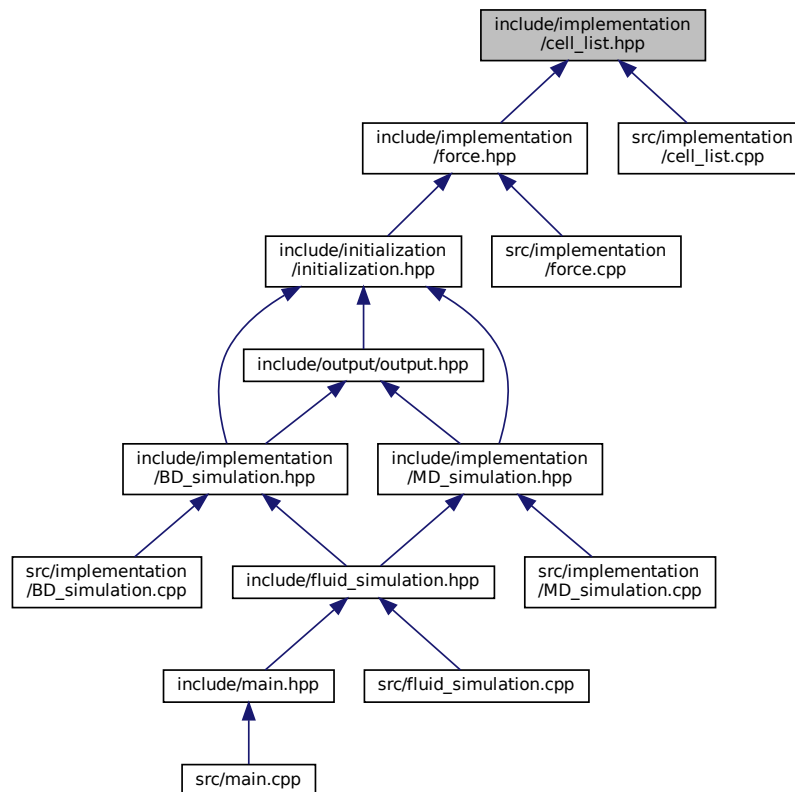 include/implementation
/cell_list.hpp
include/implementation
/force.hpp
src/implementation
/cell_list.cpp
include/initialization
/initialization.hpp
src/implementation
/force.cpp
include/output/output.hpp
include/implementation
/BD_simulation.hpp
include/implementation
/MD_simulation.hpp
src/implementation
/BD_simulation.cpp
include/fluid_simulation.hpp
src/implementation
/MD_simulation.cpp
include/main.hpp
src/fluid_simulation.cpp
src/main.cpp